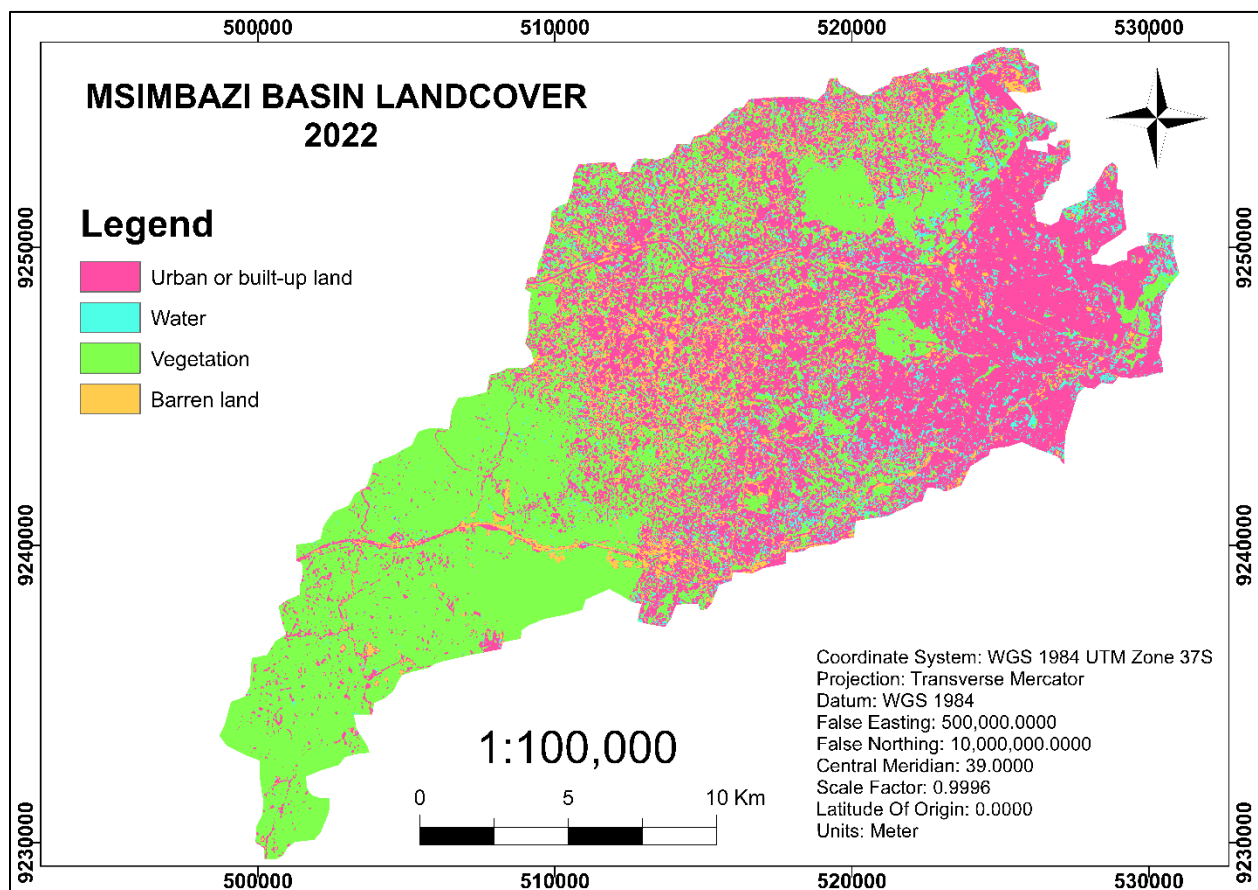 500000 510000 520000 530000
MSIMBAZI BASIN LANDCOVER
2022
Legend
Urban or built-up land
Water
Vegetation
Barren land
9250000 9250000
9240000 9240000
9230000 9230000
Coordinate System: WGS 1984 UTM Zone 37S
Projection: Transverse Mercator
Datum: WGS 1984
False Easting: 500,000.0000
False Northing: 10,000,000.0000
Central Meridian: 39.0000
Scale Factor: 0.9996
Latitude Of Origin: 0.0000
Units: Meter
1:100,000
0 5 10 Km
500000 510000 520000 530000